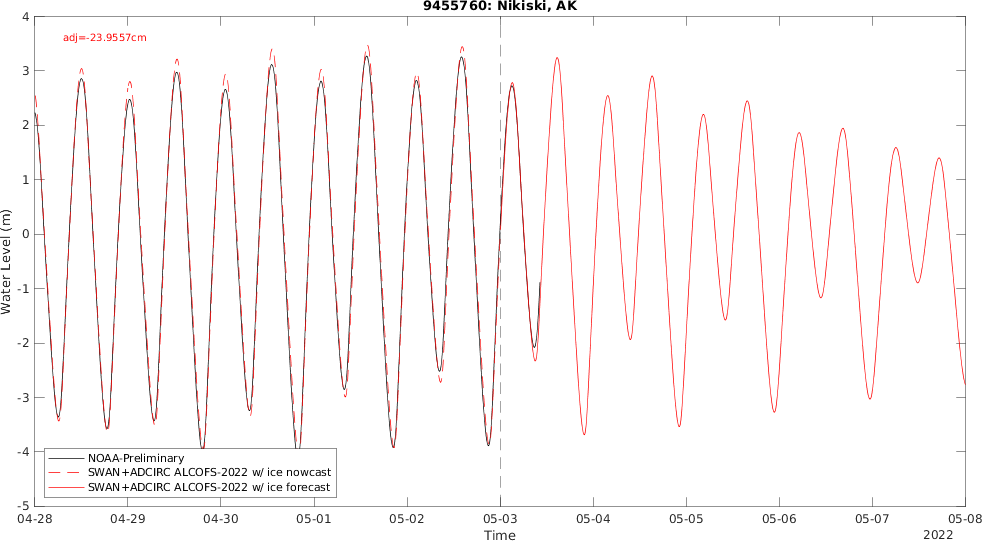 9455760: Nikiski, AK
adj=-23.9557cm
4
3
2
1
0
-1
-2
-3
-4
-5
Water Level (m)
NOAA-Preliminary
SWAN+ADCIRC ALCOFS-2022 w/ ice nowcast
SWAN+ADCIRC ALCOFS-2022 w/ ice forecast
04-28 04-29 04-30 05-01 05-02 05-03 05-04 05-05 05-06 05-07 05-08
Time
2022